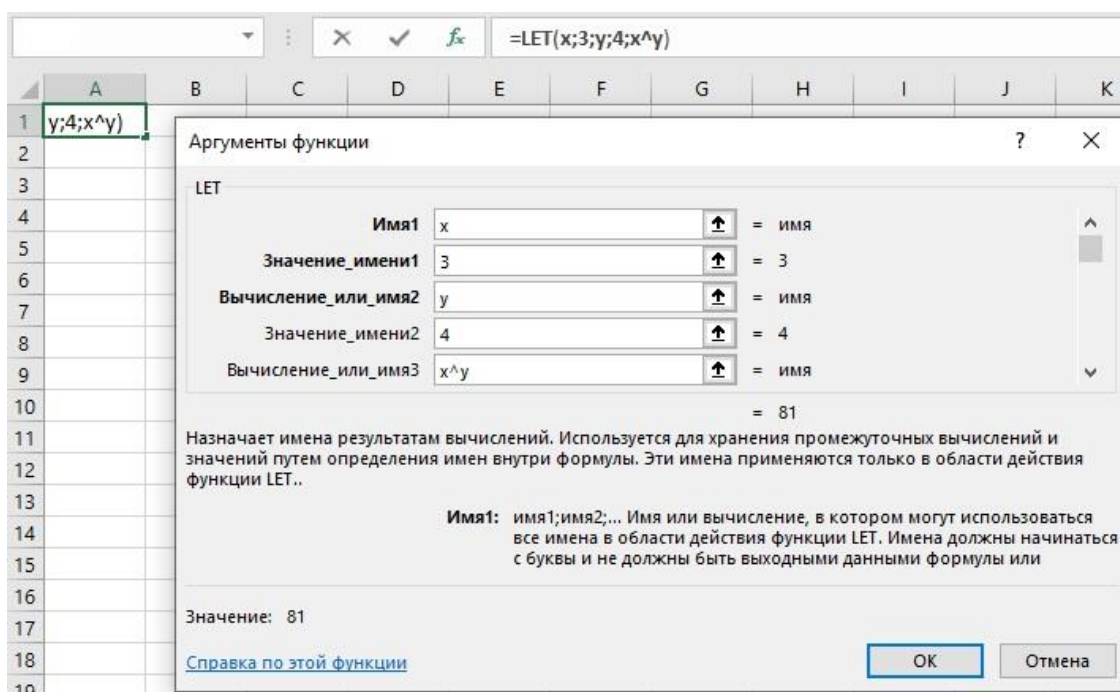 fx =LET(x;3;y;4;x^y)
A B C D E F G H I J K
1 y;4;x^y)
Аргументы функции ?
2
3
LET
4
Имя1 x = имя
5
Значение_имени1 3 = 3
6
Вычисление_или_имя2 y = имя
7
Значение_имени2 4 = 4
8
Вычисление_или_имя3 x^y = имя
9
10
= 81
11
Назначает имена результатам вычислений. Используется для хранения промежуточных вычислений и
12
значений путем определения имен внутри формулы. Эти имена применяются только в области действия
функции LET..
13
Имя1: имя1;имя2;... Имя или вычисление, в котором могут использоваться
14
все имена в области действия функции LET. Имена должны начинаться
15
с буквы и не должны быть выходными данными формулы или
16
17
Значение: 81
18
Справка по этой функции OK Отмена
19